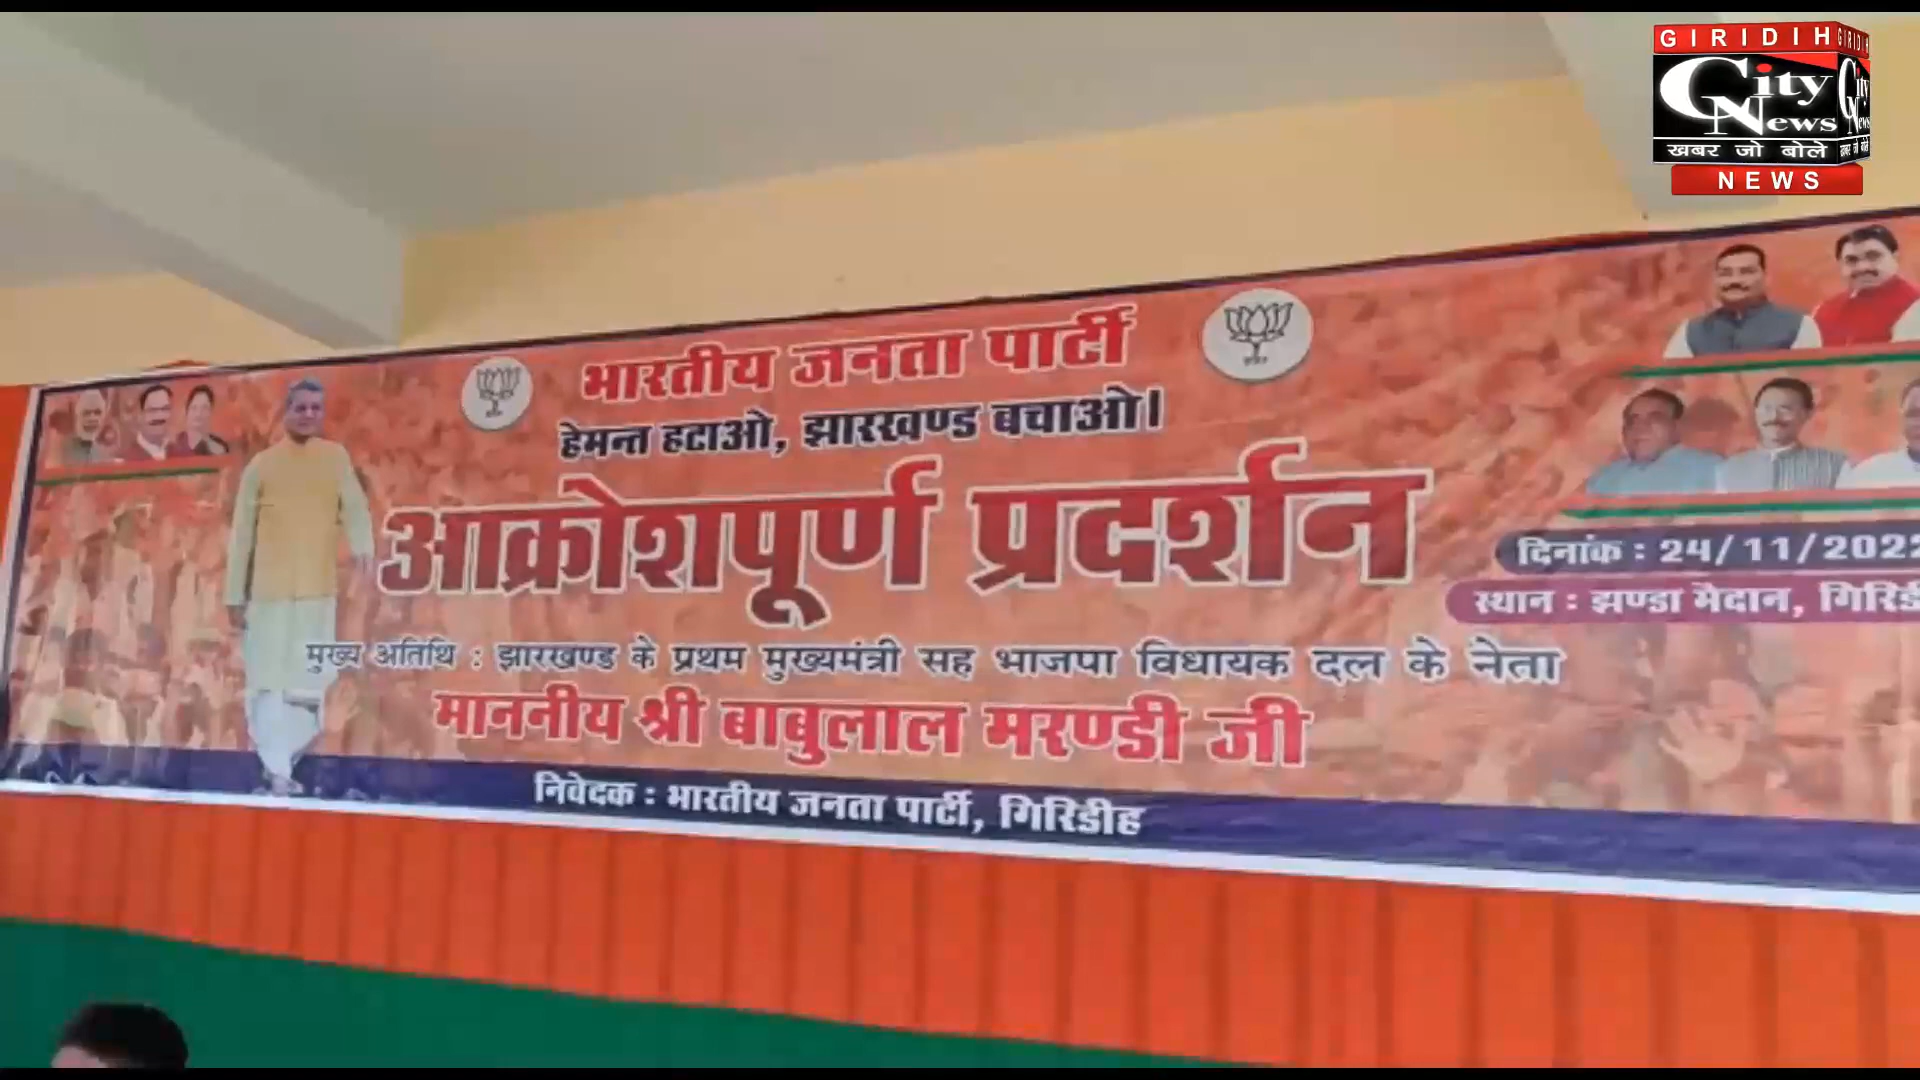 GIRIDIH
City News
खबर जो बोले
NEWS
भारतीय जनता पार्टी
हेमन्त हटाओ, झारखण्ड बचाओ।
आक्रोशपूर्ण प्रदर्शन
दिनांक : 24/11/2022
स्थान : झण्डा मैदान,
मुख्य अतिथि : झारखण्ड के प्रथम मुख्यमंत्री सह भाजपा विधायक दल के नेता
माननीय श्री बाबुलाल मरण्डी जी
निवेदक : भारतीय जनता पार्टी, गिरिडीह